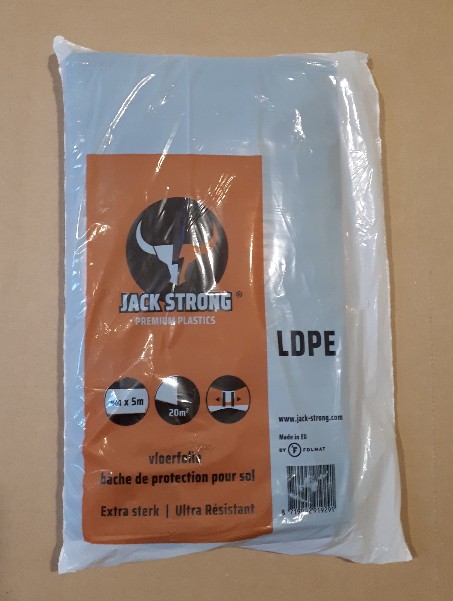 JACK STRONG®
PREMIUM PLASTICS
LDPE
4 x 5m
20m²
www.jack-strong.com
Made in EU
BY F FOLMAT
vloerfolie
bâche de protection pour sol
Extra sterk | Ultra Résistant